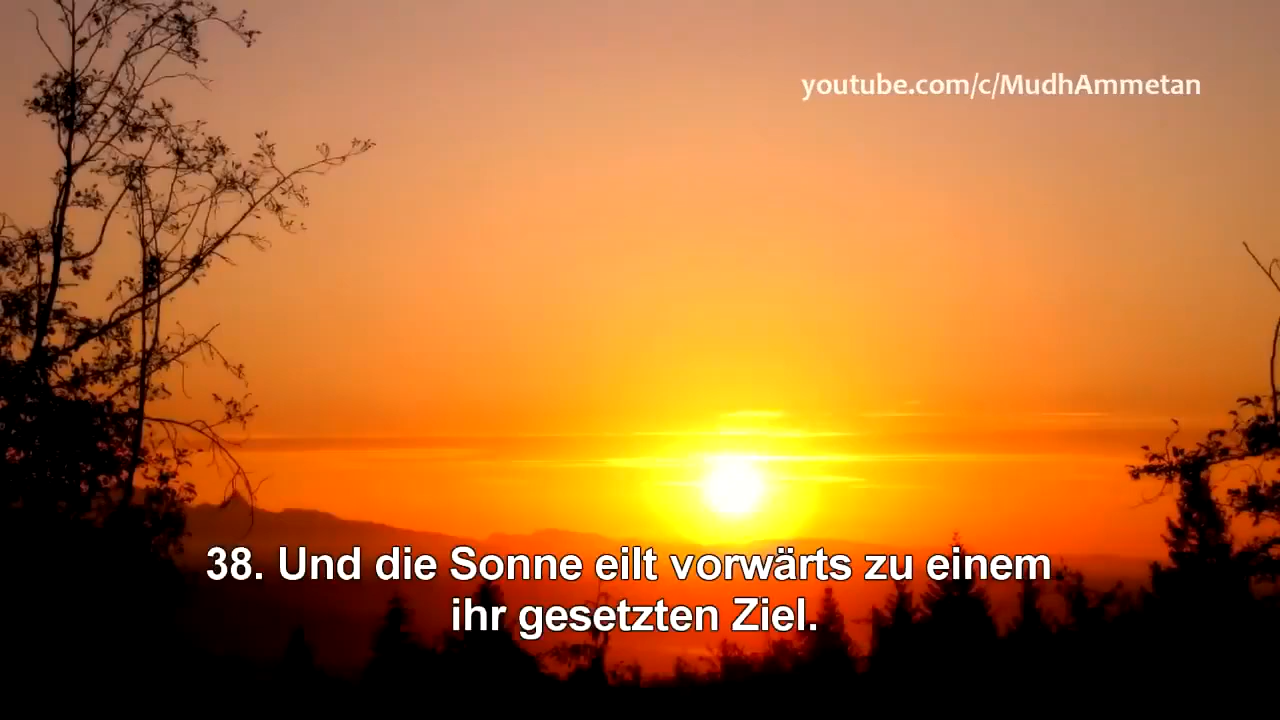 youtube.com/c/MudhAmmetan
38. Und die Sonne eilt vorwärts zu einem
ihr gesetzten Ziel.